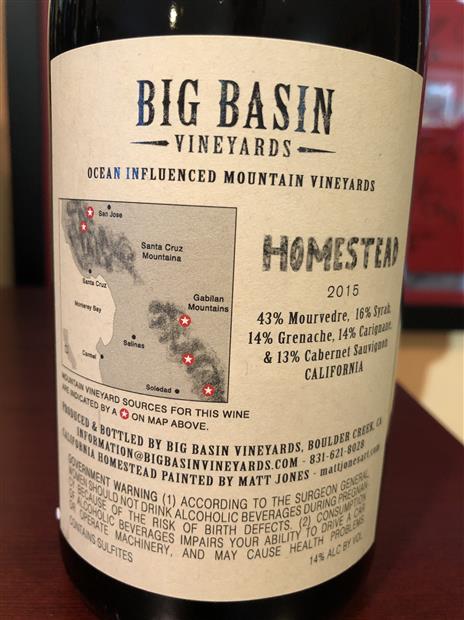 BIG BASIN
VINEYARDS
OCEAN INFLUENCED MOUNTAIN VINEYARDS
San Jose
Santa Cruz
Mountaina
Santa Cruz
Monterey Bay
Gabilan
Mountains
Salinas
Carmel
Soledad
MOUNTAIN VINEYARD SOURCES FOR THIS WINE
ARE INDICATED BY A ON MAP ABOVE.
HOMESTEAD
2015
43% Mourvedre, 16% Syrah,
14% Grenache, 14% Carignane,
& 13% Cabernet Sauvignon
CALIFORNIA
PRODUCED & BOTTLED BY BIG BASIN VINEYARDS, BOULDER CREEK, CA
INFORMATION@BIGBASINVINEYARDS.COM - 831-621-8028
CALIFORNIA HOMESTEAD PAINTED BY MATT JONES - mattjonesart.com
GOVERNMENT WARNING (1) ACCORDING TO THE SURGEON GENERAL,
WOMEN SHOULD NOT DRINK ALCOHOLIC BEVERAGES DURING PREGNANCY
BECAUSE OF THE RISK OF BIRTH DEFECTS. (2) CONSUMPTION
OF ALCOHOLIC BEVERAGES IMPAIRS YOUR ABILITY TO DRIVE A CAR
OR OPERATE MACHINERY, AND MAY CAUSE HEALTH PROBLEMS.
CONTAINS SULFITES
14% ALC BY VOL